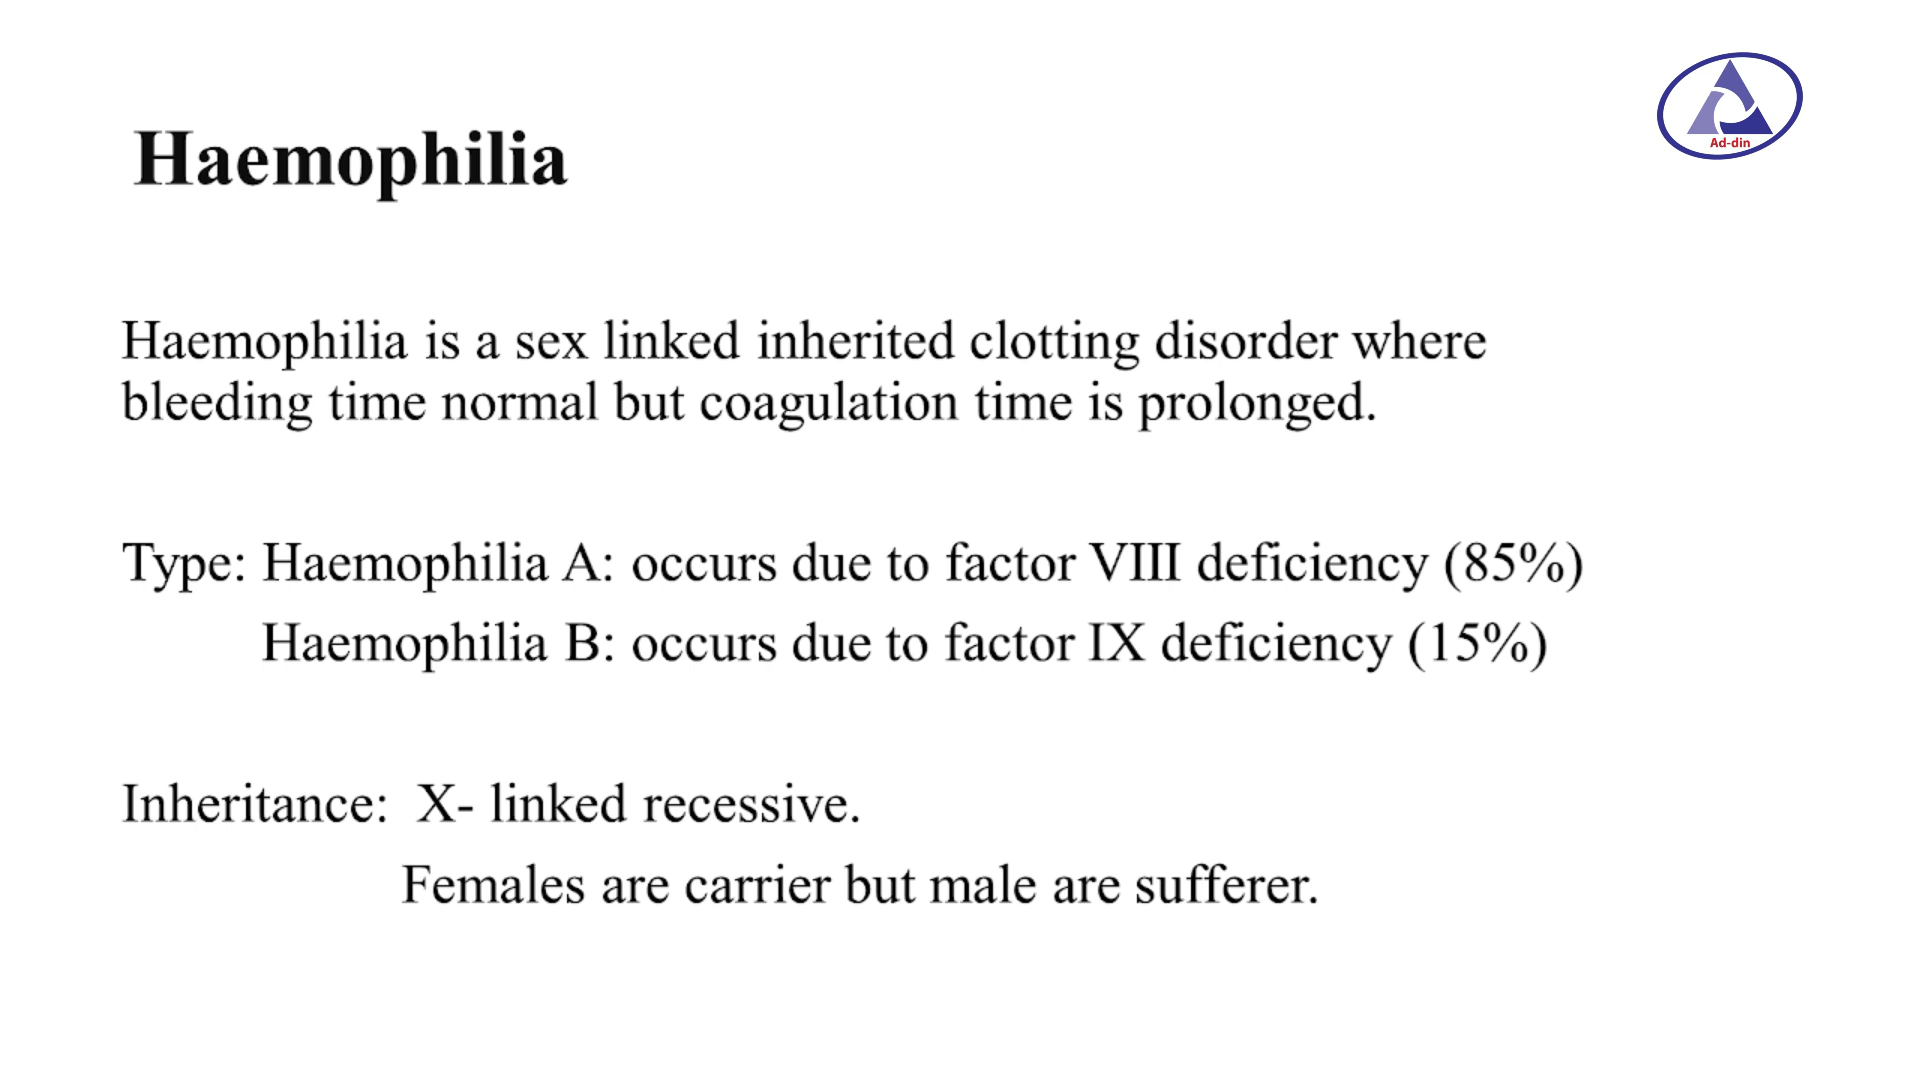 Ad-din
Haemophilia
Haemophilia is a sex linked inherited clotting disorder where
bleeding time normal but coagulation time is prolonged.
Type: Haemophilia A: occurs due to factor VIII deficiency (85%)
Haemophilia B: occurs due to factor IX deficiency (15%)
Inheritance: X- linked recessive.
Females are carrier but male are sufferer.